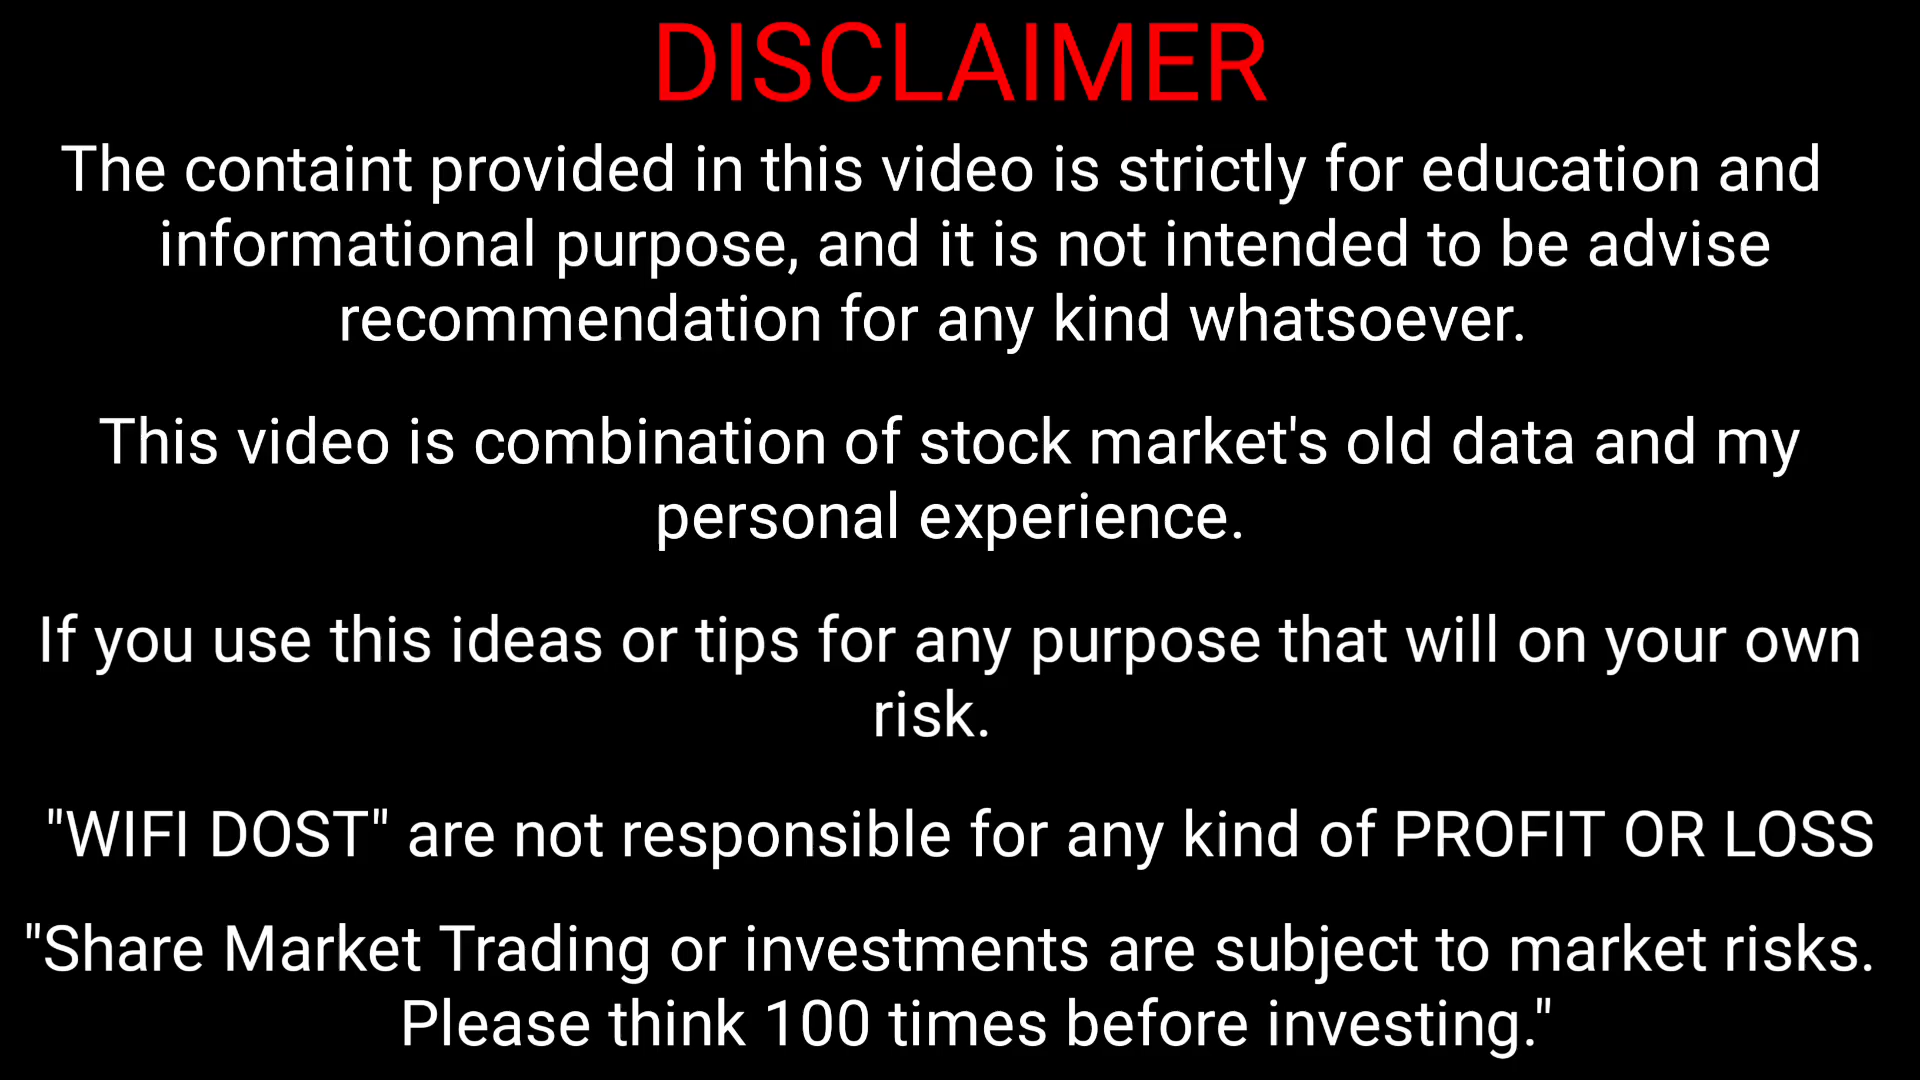 DISCLAIMER
The containt provided in this video is strictly for education and
informational purpose, and it is not intended to be advise
recommendation for any kind whatsoever.
This video is combination of stock market's old data and my
personal experience.
If you use this ideas or tips for any purpose that will on your own
risk.
"WIFI DOST" are not responsible for any kind of PROFIT OR LOSS
"Share Market Trading or investments are subject to market risks.
Please think 100 times before investing."